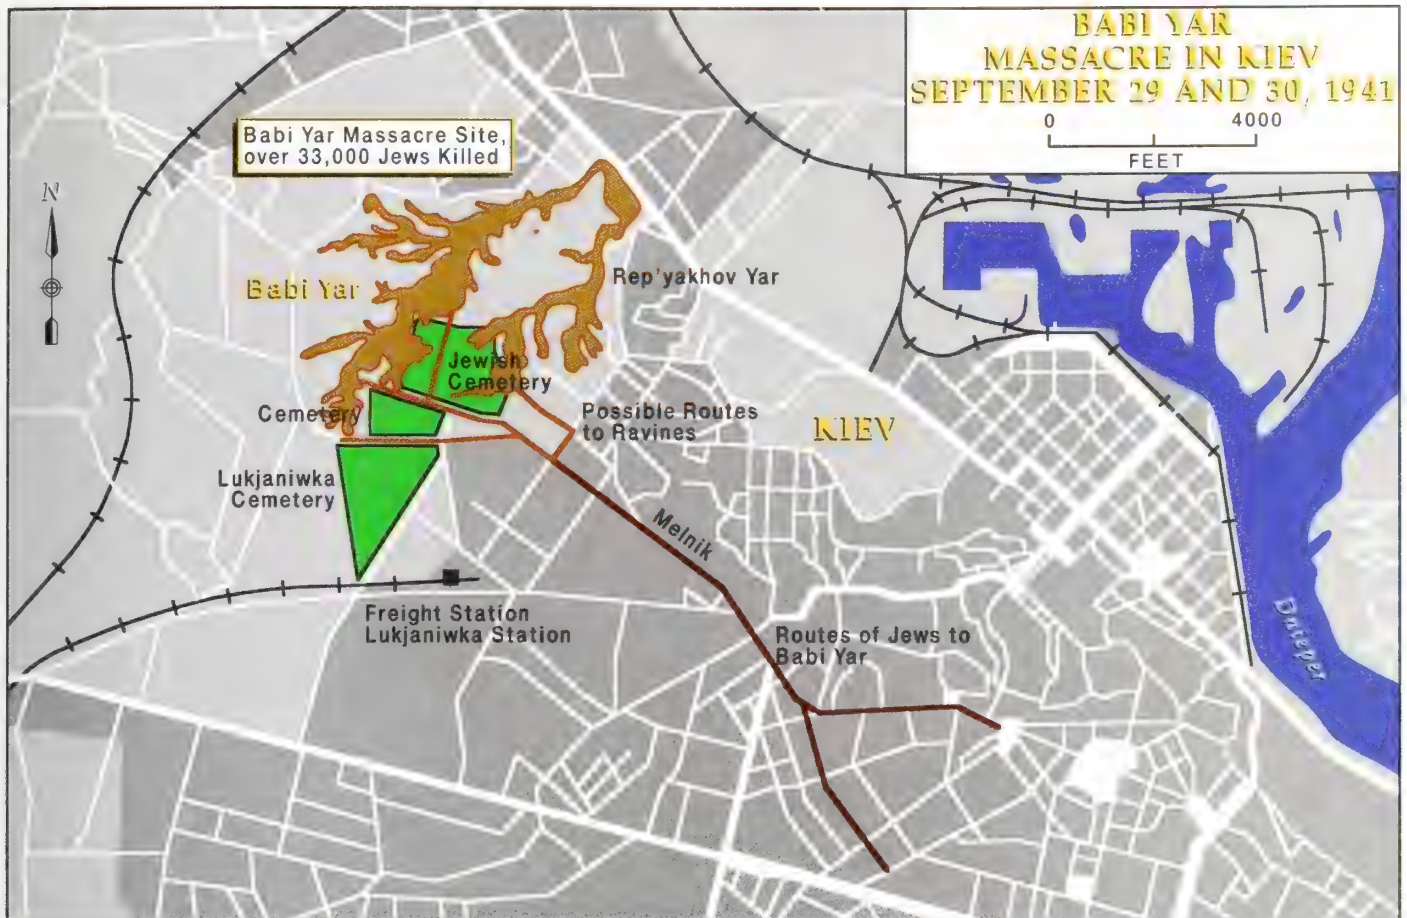 BABI YAR
MASSACRE IN KIEV
SEPTEMBER 29 AND 30, 1941
0 4000
FEET
Babi Yar Massacre Site,
over 33,000 Jews Killed
N
Babi Yar
Rep'yakhov Yar
Jewish
Cemetery
Cemetery
Possible Routes
to Ravines
KIEV
Lukjaniwka
Cemetery
Melnik
Freight Station
Lukjaniwka Station
Routes of Jews to
Babi Yar
Dnieper